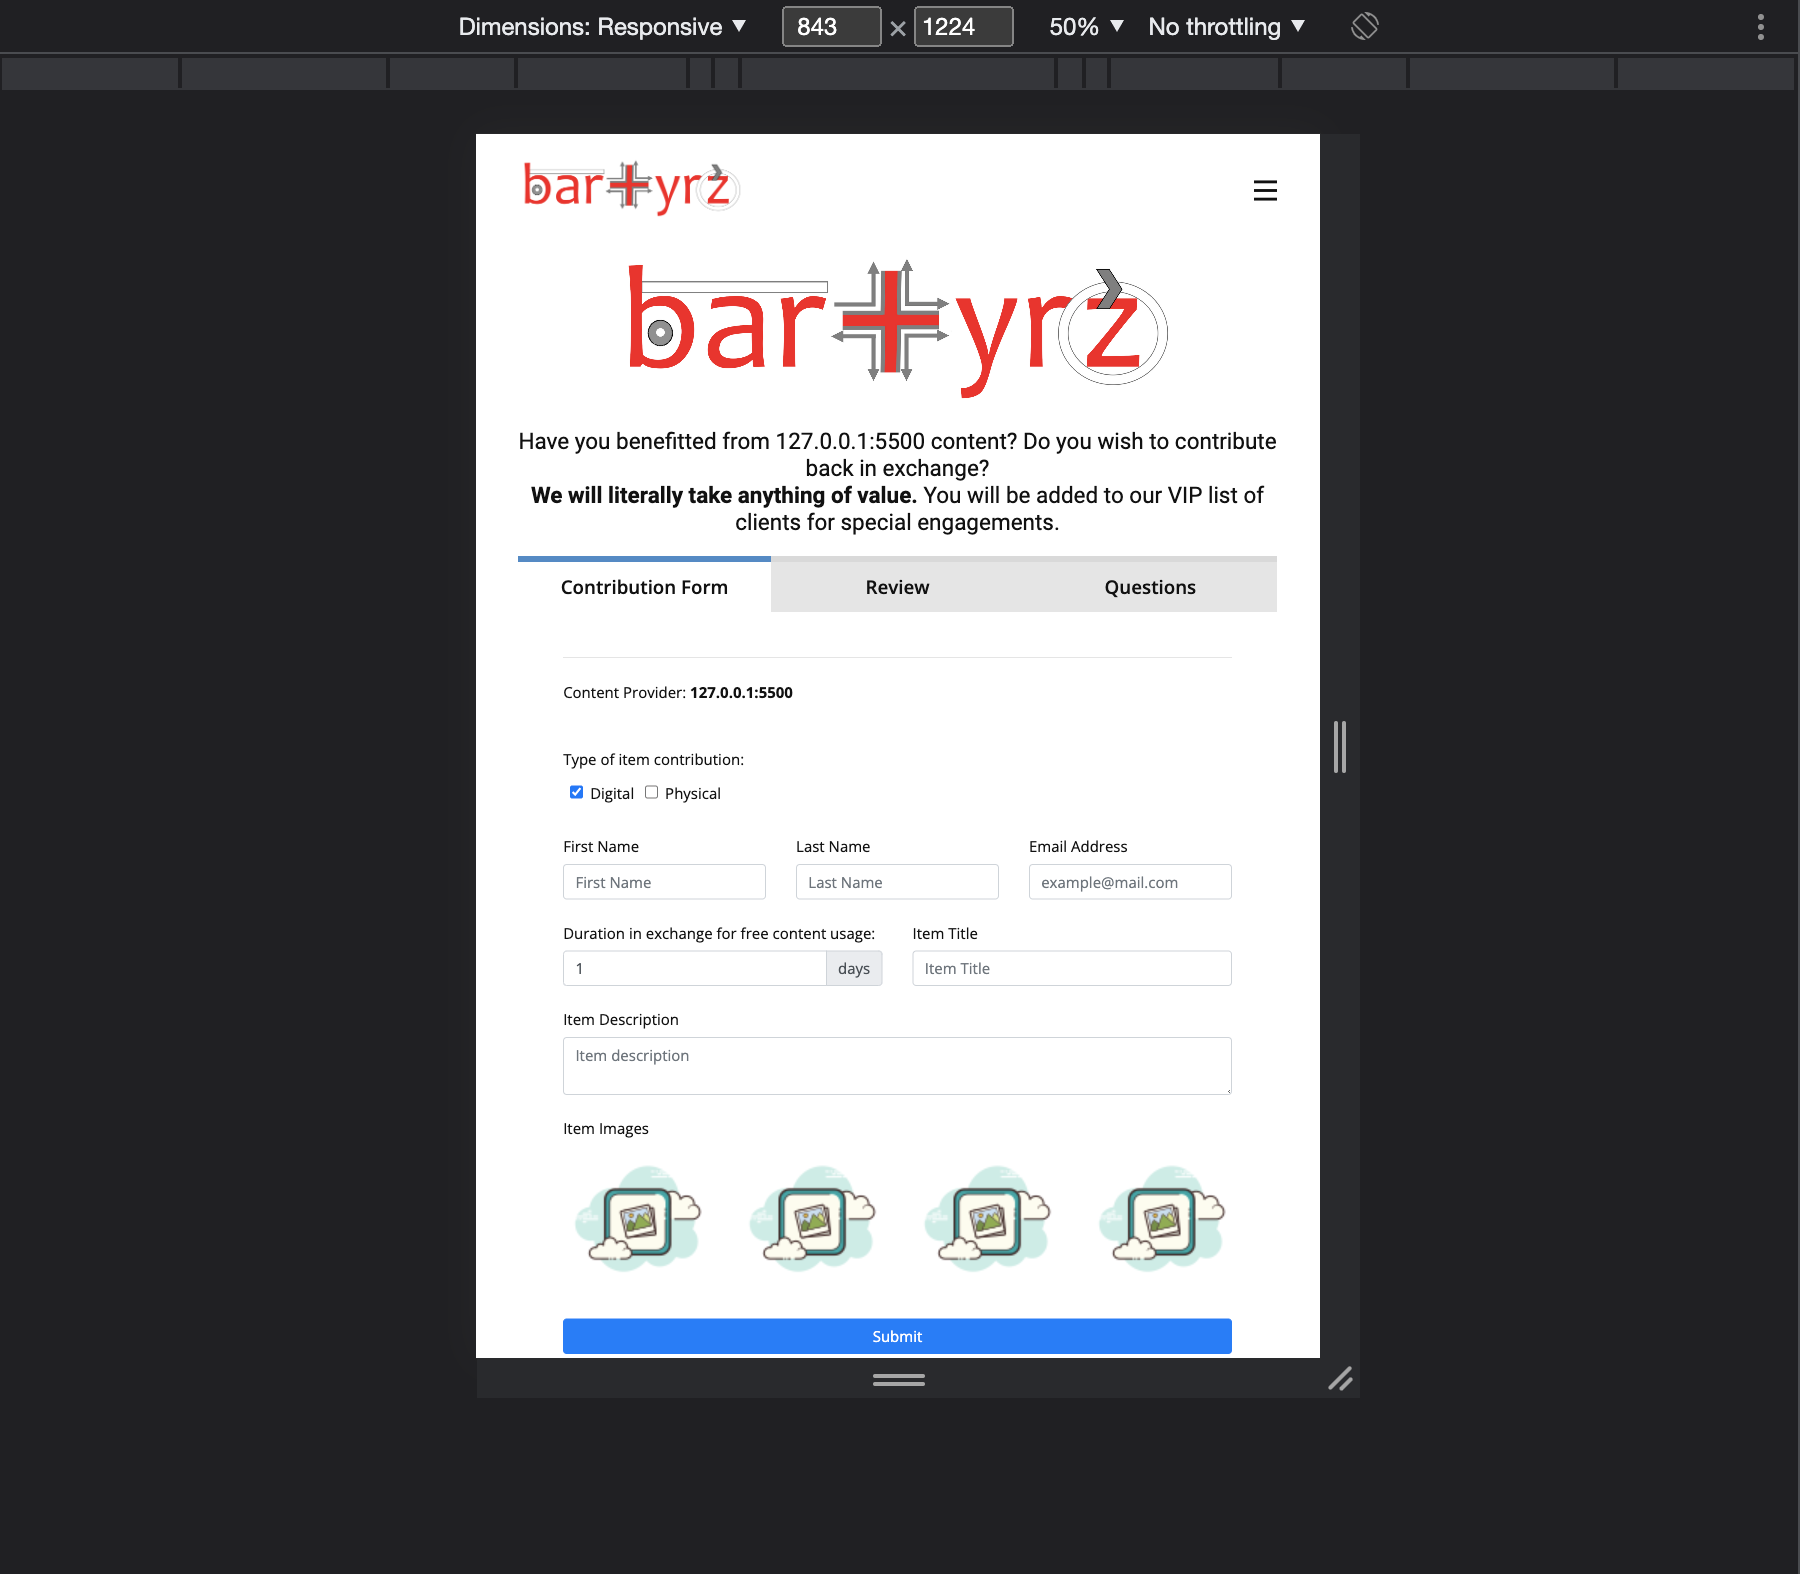 Dimensions: Responsive ▼ 843 × 1224 50% ▼ No throttling ▼
bartyrz
bartyrz
Have you benefitted from 127.0.0.1:5500 content? Do you wish to contribute
back in exchange?
We will literally take anything of value. You will be added to our VIP list of
clients for special engagements.
Contribution Form Review Questions
Content Provider: 127.0.0.1:5500
Type of item contribution:
Digital Physical
First Name Last Name Email Address
First Name Last Name example@mail.com
Duration in exchange for free content usage: Item Title
1 days Item Title
Item Description
Item description
Item Images
Submit